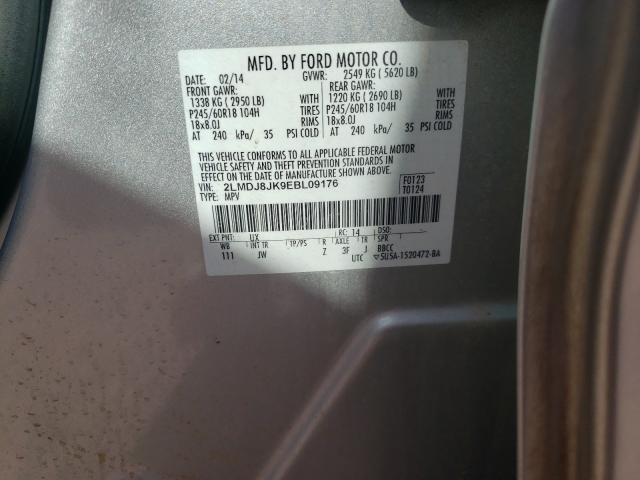 MFD. BY FORD MOTOR CO.
DATE: 02/14 GVWR: 2549 KG ( 5620 LB)
FRONT GAWR: REAR GAWR:
1338 KG ( 2950 LB) WITH 1220 KG ( 2690 LB) WITH
P245/60R18 104H TIRES P245/60R18 104H TIRES
18x8.0J RIMS 18x8.0J RIMS
AT 240 kPa/ 35 PSI COLD AT 240 kPa/ 35 PSI COLD
THIS VEHICLE CONFORMS TO ALL APPLICABLE FEDERAL MOTOR
VEHICLE SAFETY AND THEFT PREVENTION STANDARDS IN EFFECT
ON THE DATE OF MANUFACTURE SHOWN ABOVE.
VIN: 2LMDJ8JK9EBL09176 F0123
TYPE: MPV T0124
EXT PNT: UX RC: 14 DSO:
WB INT TR TP/PS R AXLE TR SPR
111 JW Z 3F J BBCC
UTC ▽5U5A-1520472-BA